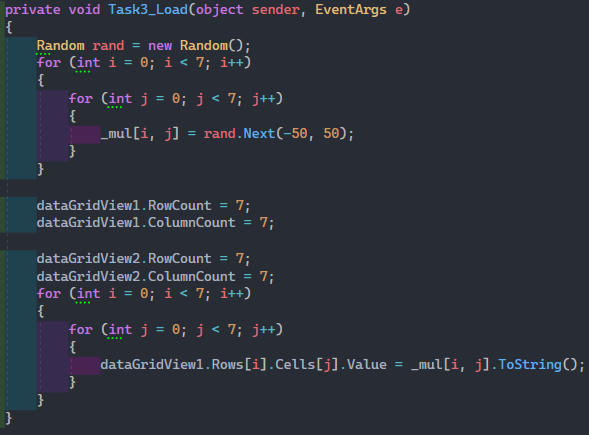 private void Task3_Load(object sender, EventArgs e)
{
    Random rand = new Random();
    for (int i = 0; i < 7; i++)
    {
        for (int j = 0; j < 7; j++)
        {
            _mul[i, j] = rand.Next(-50, 50);
        }
    }

    dataGridView1.RowCount = 7;
    dataGridView1.ColumnCount = 7;

    dataGridView2.RowCount = 7;
    dataGridView2.ColumnCount = 7;
    for (int i = 0; i < 7; i++)
    {
        for (int j = 0; j < 7; j++)
        {
            dataGridView1.Rows[i].Cells[j].Value = _mul[i, j].ToString();
        }
    }
}